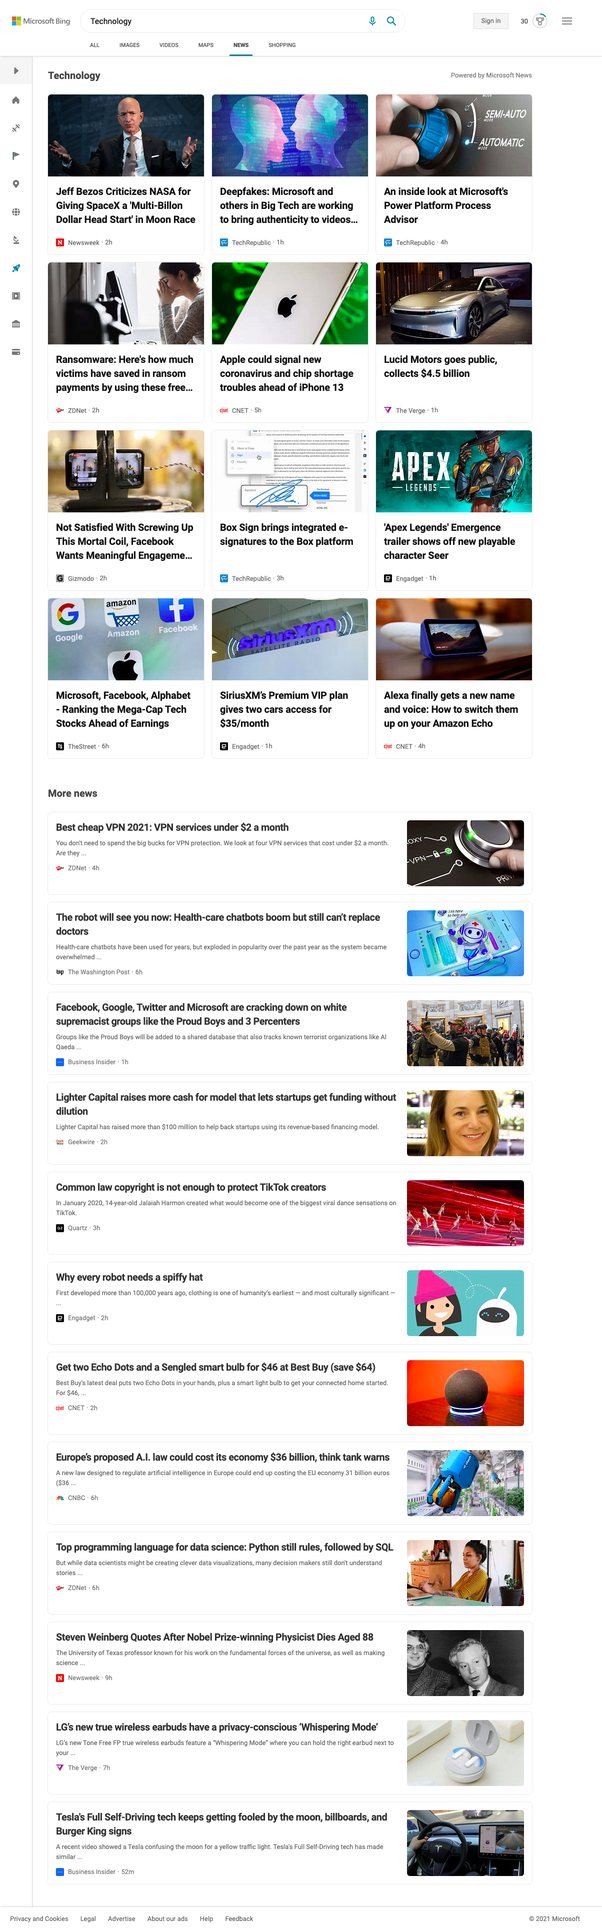 Microsoft Bing
Technology
Sign in
30
ALL
IMAGES
VIDEOS
MAPS
NEWS
SHOPPING
Technology
Powered by Microsoft News
SEMI-AUTO
MODE
AUTOMATIC
MODE
Jeff Bezos Criticizes NASA for
Giving SpaceX a 'Multi-Billon
Dollar Head Start' in Moon Race
Newsweek · 2h
Deepfakes: Microsoft and
others in Big Tech are working
to bring authenticity to videos...
TechRepublic · 1h
An inside look at Microsoft's
Power Platform Process
Advisor
TechRepublic · 4h
Ransomware: Here's how much
victims have saved in ransom
payments by using these free...
ZDNet · 2h
Apple could signal new
coronavirus and chip shortage
troubles ahead of iPhone 13
CNET · 5h
Lucid Motors goes public,
collects $4.5 billion
The Verge · 1h
APEX
LEGENDS
Not Satisfied With Screwing Up
This Mortal Coil, Facebook
Wants Meaningful Engageme...
Gizmodo · 2h
Box Sign brings integrated e-
signatures to the Box platform
TechRepublic · 3h
'Apex Legends' Emergence
trailer shows off new playable
character Seer
Engadget · 1h
Google
amazon
Amazon
Facebook
SiriusXM
SATELLITE RADIO
Microsoft, Facebook, Alphabet
- Ranking the Mega-Cap Tech
Stocks Ahead of Earnings
TheStreet · 6h
SiriusXM's Premium VIP plan
gives two cars access for
$35/month
Engadget · 1h
Alexa finally gets a new name
and voice: How to switch them
up on your Amazon Echo
CNET · 4h
More news
Best cheap VPN 2021: VPN services under $2 a month
You don't need to spend the big bucks for VPN protection. We look at four VPN services that cost under $2 a month.
Are they ...
ZDNet · 4h
VPN
The robot will see you now: Health-care chatbots boom but still can't replace
doctors
Health-care chatbots have been used for years, but exploded in popularity over the past year as the system became
overwhelmed ...
The Washington Post · 6h
Facebook, Google, Twitter and Microsoft are cracking down on white
supremacist groups like the Proud Boys and 3 Percenters
Groups like the Proud Boys will be added to a shared database that also tracks known terrorist organizations like Al
Qaeda ...
Business Insider · 1h
Lighter Capital raises more cash for model that lets startups get funding without
dilution
Lighter Capital has raised more than $100 million to help back startups using its revenue-based financing model.
Geekwire · 2h
Common law copyright is not enough to protect TikTok creators
In January 2020, 14-year-old Jalaiah Harmon created what would become one of the biggest viral dance sensations on
TikTok.
Quartz · 3h
Why every robot needs a spiffy hat
First developed more than 100,000 years ago, clothing is one of humanity's earliest — and most culturally significant —
...
Engadget · 2h
Get two Echo Dots and a Sengled smart bulb for $46 at Best Buy (save $64)
Best Buy's latest deal puts two Echo Dots in your hands, plus a smart light bulb to get your connected home started.
For $46, ...
CNET · 2h
Europe's proposed A.I. law could cost its economy $36 billion, think tank warns
A new law designed to regulate artificial intelligence in Europe could end up costing the EU economy 31 billion euros
($36 ...
CNBC · 6h
Top programming language for data science: Python still rules, followed by SQL
But while data scientists might be creating clever data visualizations, many decision makers still don't understand
stories ...
ZDNet · 6h
Steven Weinberg Quotes After Nobel Prize-winning Physicist Dies Aged 88
The University of Texas professor known for his work on the fundamental forces of the universe, as well as making
science ...
Newsweek · 9h
LG's new true wireless earbuds have a privacy-conscious 'Whispering Mode'
LG's new Tone Free FP true wireless earbuds feature a "Whispering Mode" where you can hold the right earbud next to
your ...
The Verge · 7h
Tesla's Full Self-Driving tech keeps getting fooled by the moon, billboards, and
Burger King signs
A recent video showed a Tesla confusing the moon for a yellow traffic light. Tesla's Full Self-Driving tech has made
similar ...
Business Insider · 52m
Privacy and Cookies
Legal
Advertise
About our ads
Help
Feedback
© 2021 Microsoft